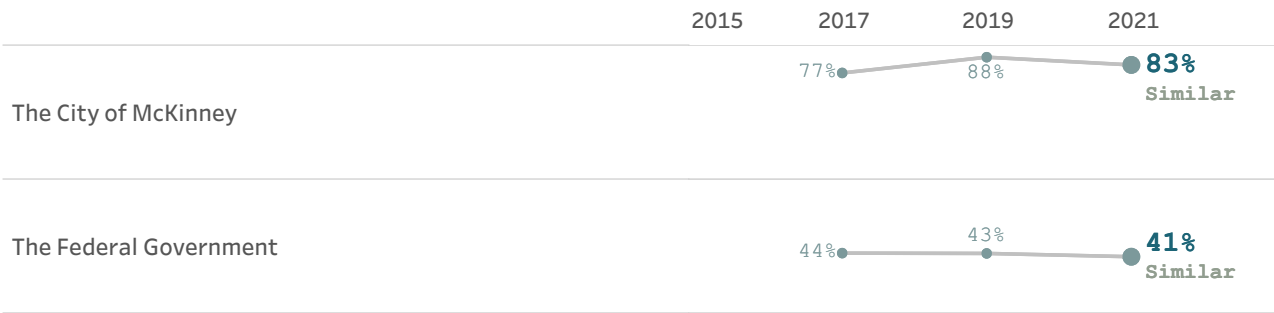 2015 2017 2019 2021
The City of McKinney
77%
88%
83%
Similar
The Federal Government
44%
43%
41%
Similar